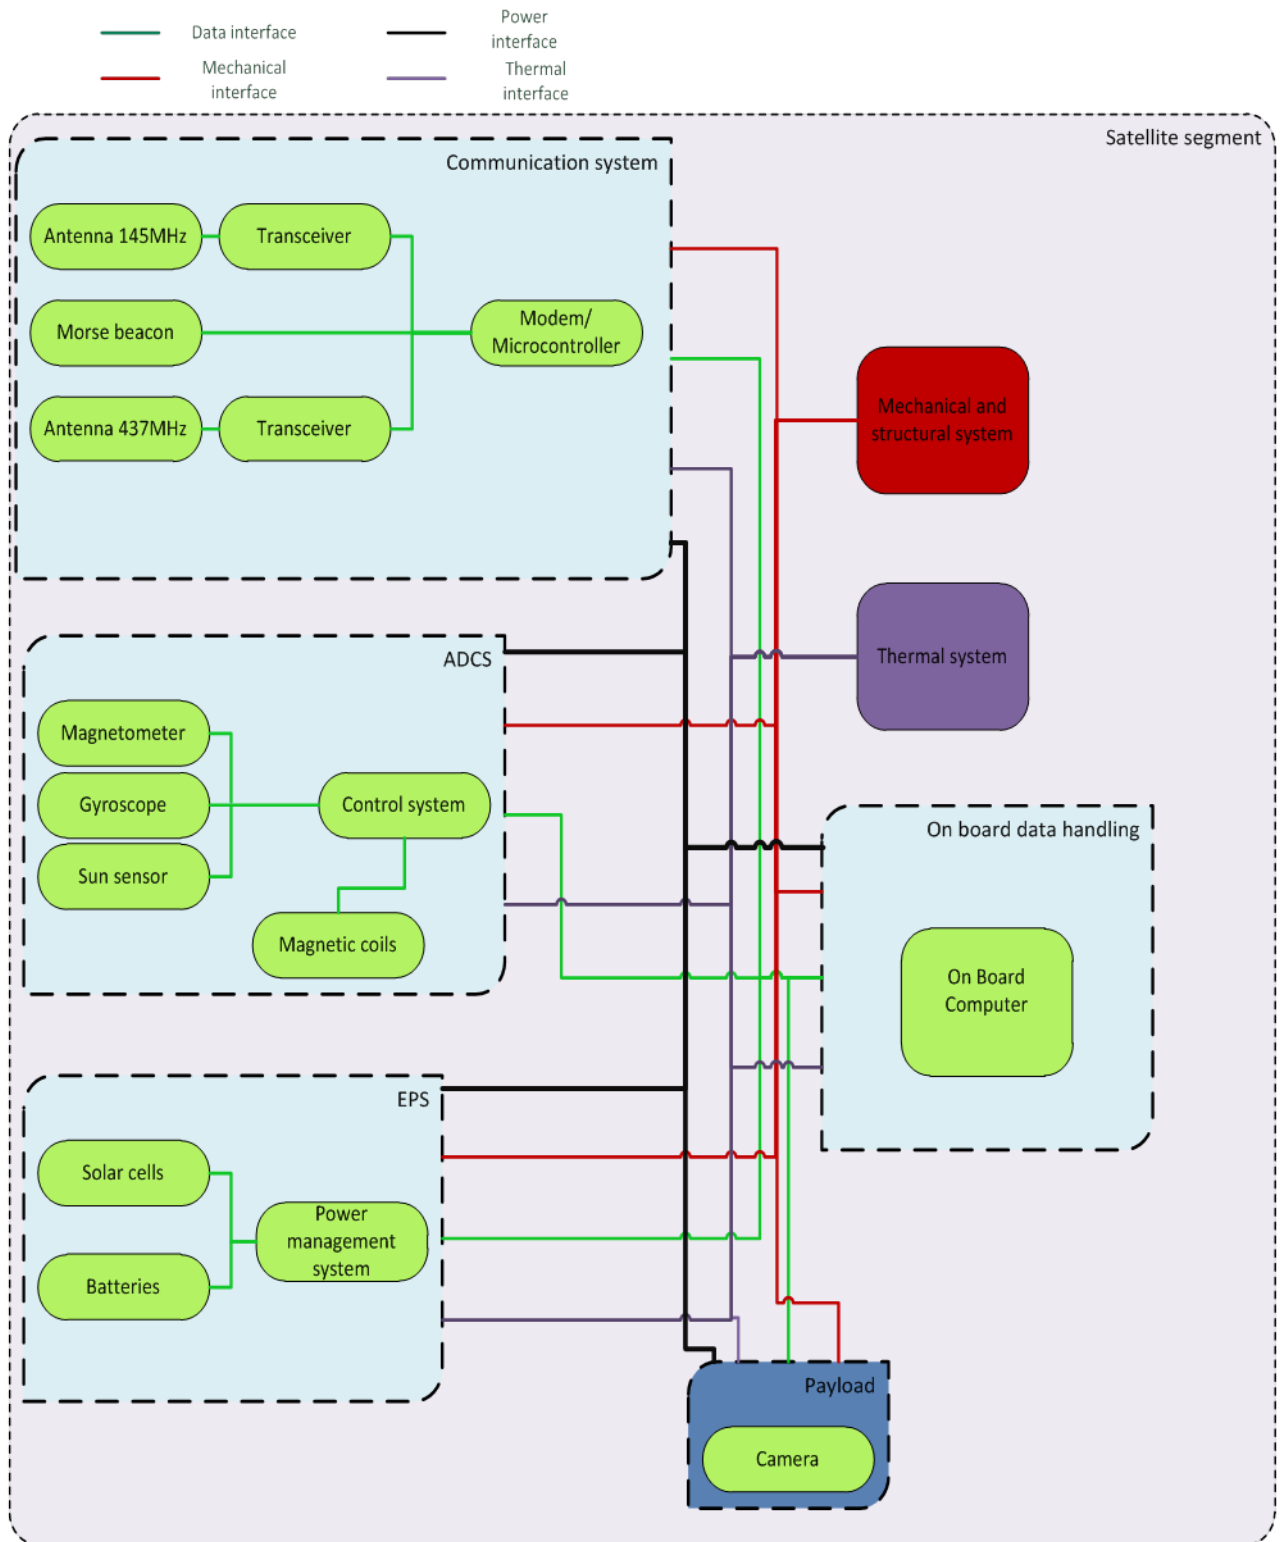 Data interface
Power
interface
Mechanical
interface
Thermal
interface
Satellite segment
Communication system
Antenna 145MHz
Transceiver
Morse beacon
Modem/
Microcontroller
Antenna 437MHz
Transceiver
Mechanical and
structural system
Thermal system
ADCS
Magnetometer
Gyroscope
Control system
Sun sensor
Magnetic coils
On board data handling
On Board
Computer
EPS
Solar cells
Power
management
system
Batteries
Payload
Camera